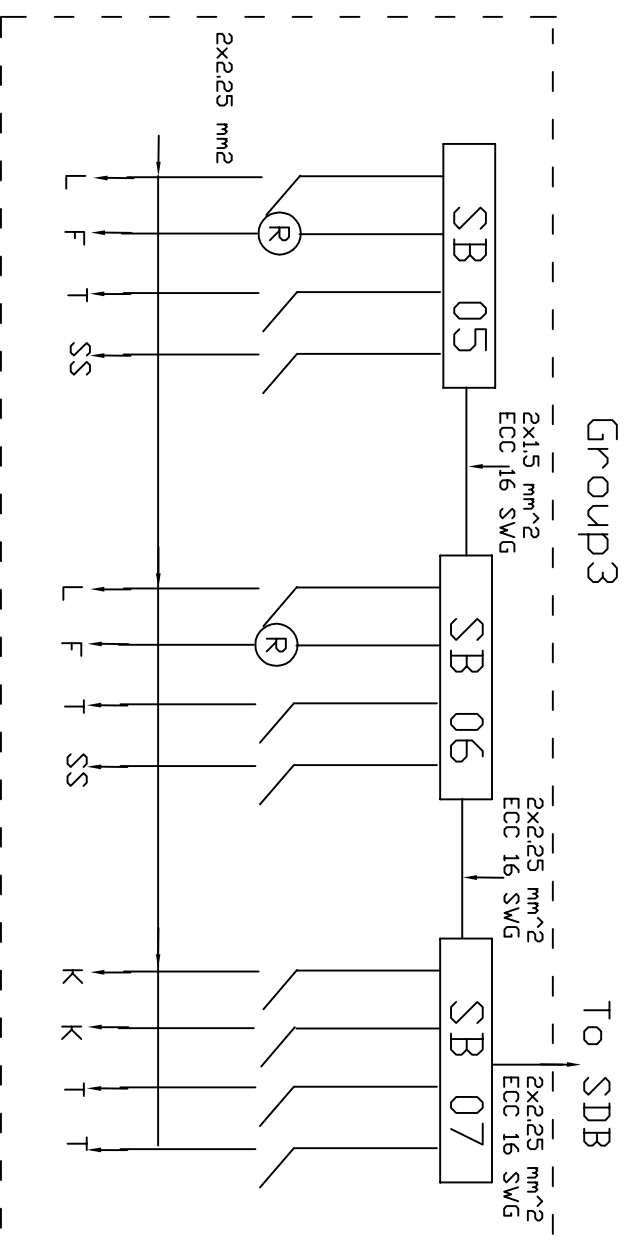 Group3
To SDB
2x1.5 mm^2
ECC 16 SWG
2x2.25 mm^2
ECC 16 SWG
2x2.25 mm^2
ECC 16 SWG
SB 05
SB 06
SB 07
R
R
2x2.25 mm2
L F T SS
L F T SS
K K T T